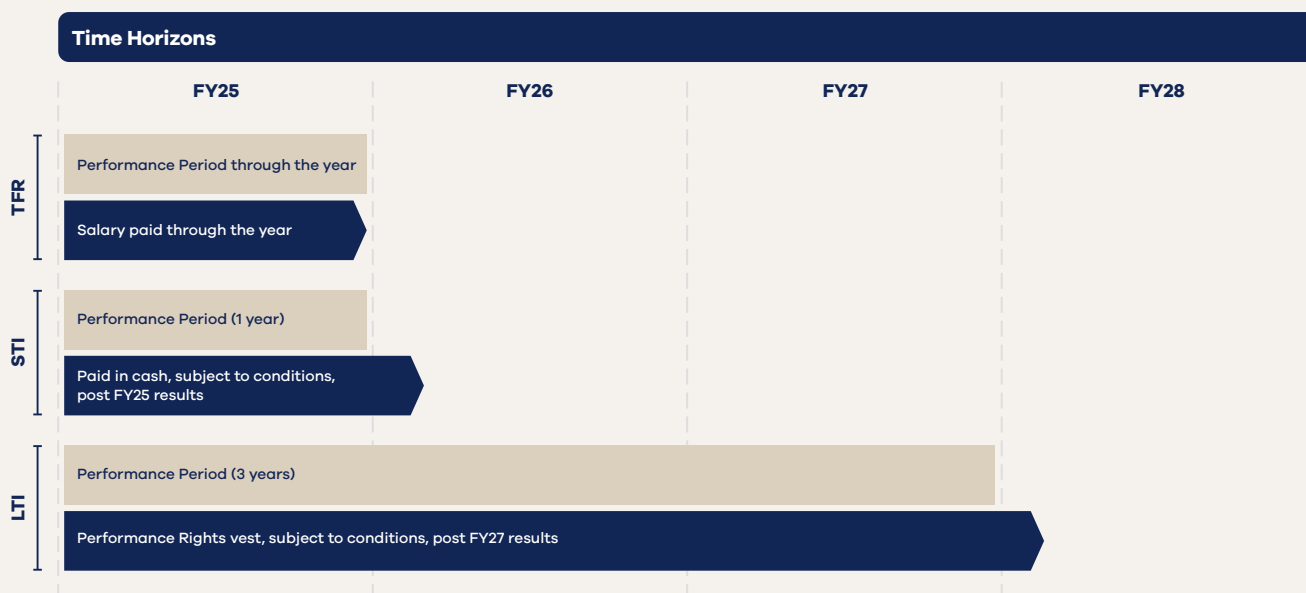 Time Horizons
FY25
FY26
FY27
FY28
TFR
Performance Period through the year
Salary paid through the year
STI
Performance Period (1 year)
Paid in cash, subject to conditions,
post FY25 results
LTI
Performance Period (3 years)
Performance Rights vest, subject to conditions, post FY27 results